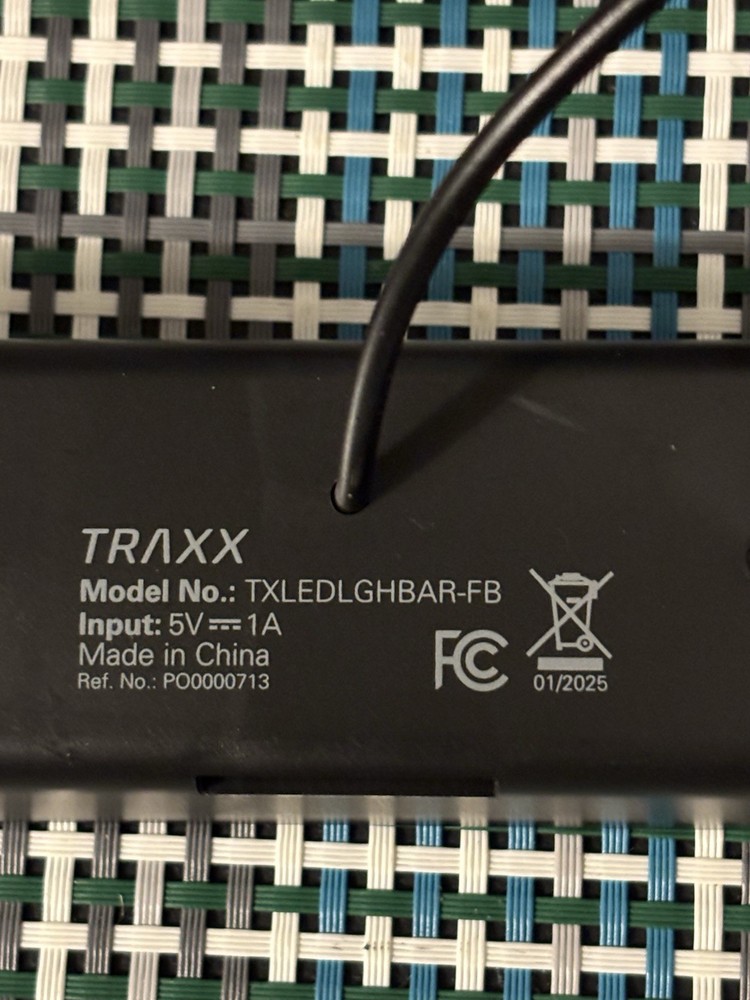 TRAXX
Model No.: TXLEDLGHBAR-FB
Input: 5V⎓1A
Made in China
Ref. No.: PO0000713
FC
01/2025